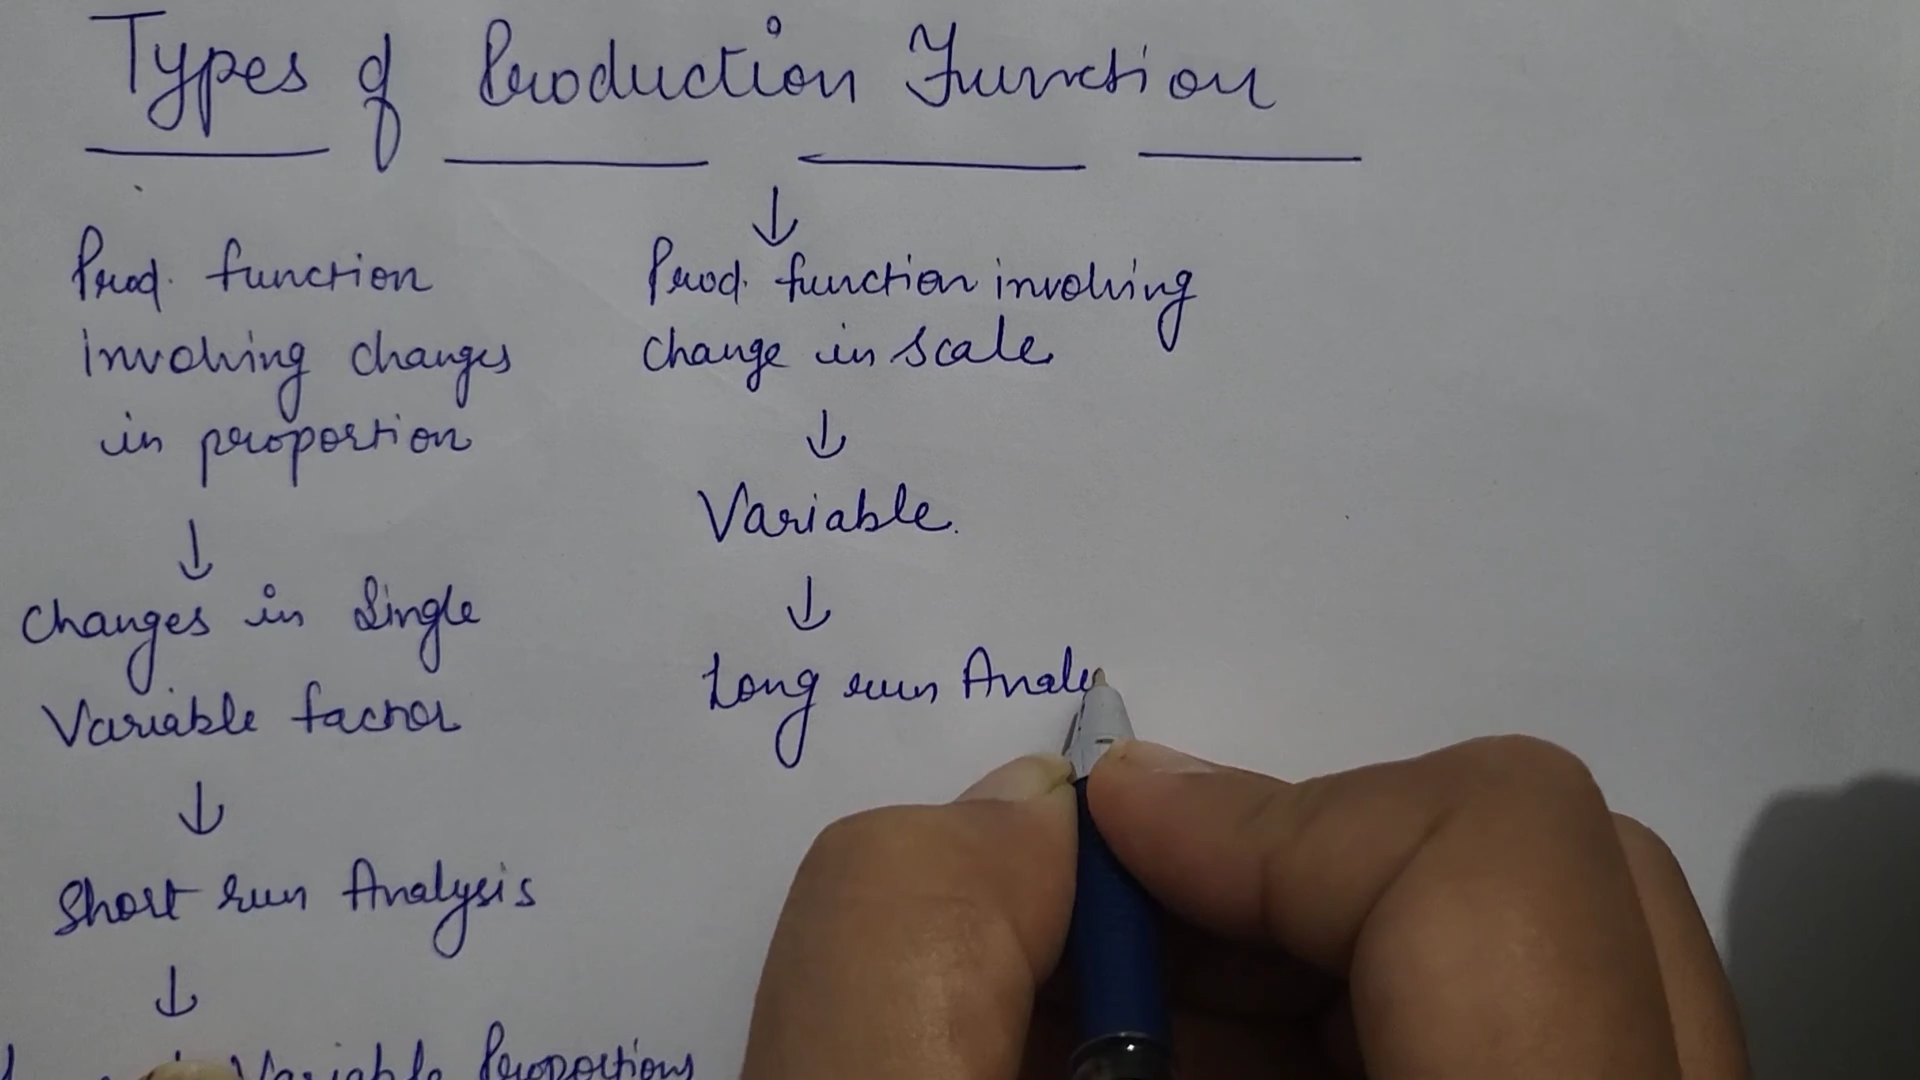 Types of Production Function
Prod. function
involving changes
in proportion
↓
Changes in Single
Variable factor
↓
Short run Analysis
↓
Variable Proportions
↓
Prod. function involving
change in scale
↓
Variable.
↓
Long run Analy